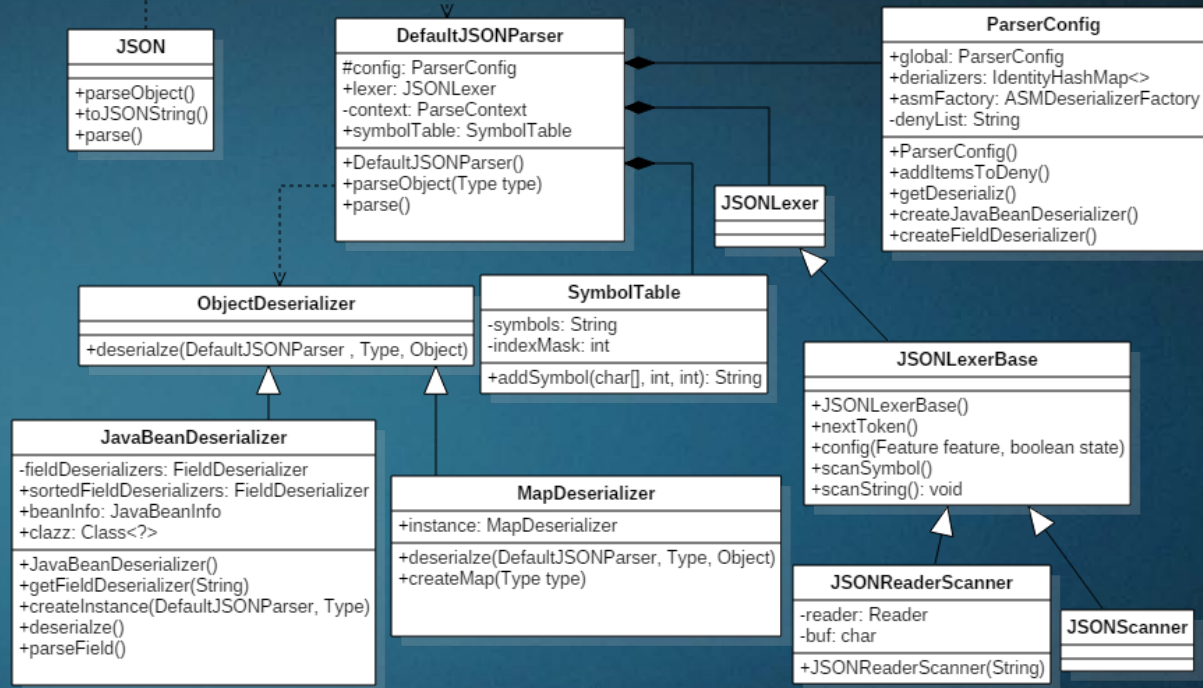 JSON
+parseObject()
+toJSONString()
+parse()
DefaultJSONParser
#config: ParserConfig
+lexer: JSONLexer
-context: ParseContext
+symbolTable: SymbolTable
+DefaultJSONParser()
+parseObject(Type type)
+parse()
ParserConfig
+global: ParserConfig
+derializers: IdentityHashMap<>
+asmFactory: ASMDeserializerFactory
-denyList: String
+ParserConfig()
+addItemsToDeny()
+getDeserializ()
+createJavaBeanDeserializer()
+createFieldDeserializer()
JSONLexer
ObjectDeserializer
+deserialze(DefaultJSONParser , Type, Object)
SymbolTable
-symbols: String
-indexMask: int
+addSymbol(char[], int, int): String
JSONLexerBase
+JSONLexerBase()
+nextToken()
+config(Feature feature, boolean state)
+scanSymbol()
+scanString(): void
JavaBeanDeserializer
-fieldDeserializers: FieldDeserializer
+sortedFieldDeserializers: FieldDeserializer
+beanInfo: JavaBeanInfo
+clazz: Class<?>
+JavaBeanDeserializer()
+getFieldDeserializer(String)
+createInstance(DefaultJSONParser, Type)
+deserialze()
+parseField()
MapDeserializer
+instance: MapDeserializer
+deserialze(DefaultJSONParser, Type, Object)
+createMap(Type type)
JSONReaderScanner
-reader: Reader
-buf: char
+JSONReaderScanner(String)
JSONScanner